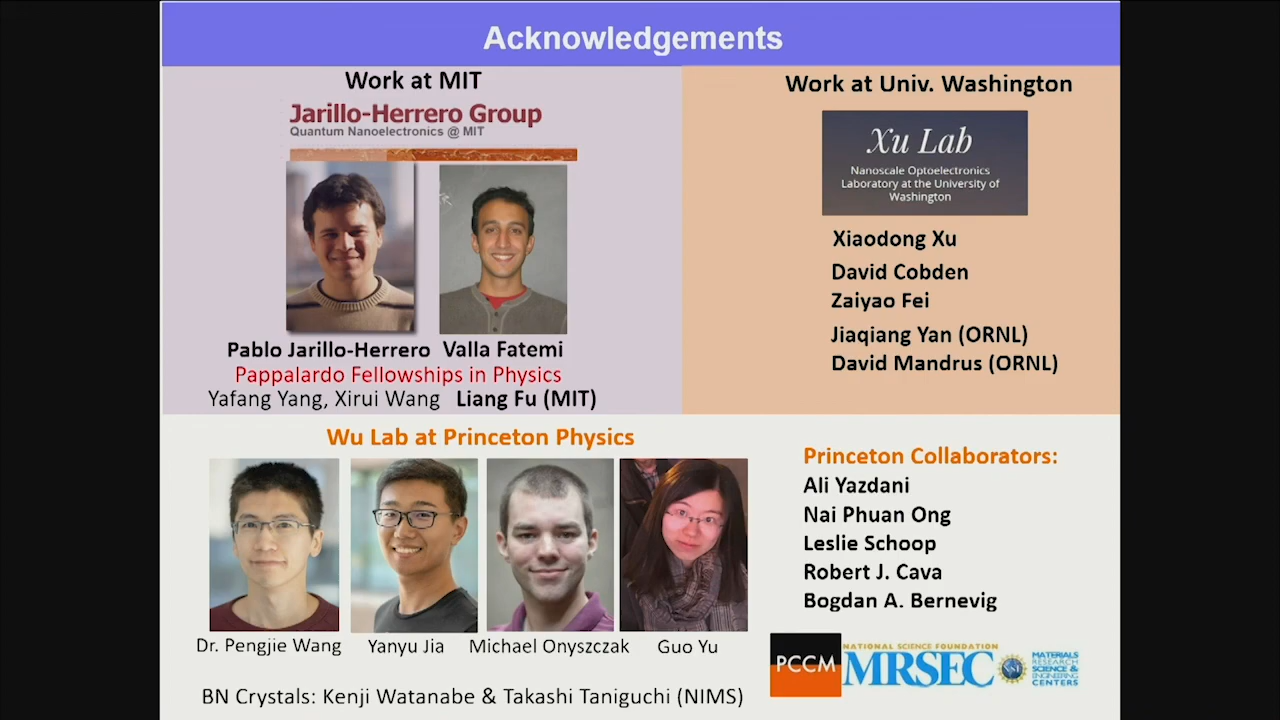 Acknowledgements
Work at MIT
Jarillo-Herrero Group
Quantum Nanoelectronics @ MIT
Pablo Jarillo-Herrero Valla Fatemi
Pappalardo Fellowships in Physics
Yafang Yang, Xirui Wang Liang Fu (MIT)
Work at Univ. Washington
Xu Lab
Nanoscale Optoelectronics
Laboratory at the University of
Washington
Xiaodong Xu
David Cobden
Zaiyao Fei
Jiaqiang Yan (ORNL)
David Mandrus (ORNL)
Wu Lab at Princeton Physics
Dr. Pengjie Wang Yanyu Jia Michael Onyszczak Guo Yu
BN Crystals: Kenji Watanabe & Takashi Taniguchi (NIMS)
Princeton Collaborators:
Ali Yazdani
Nai Phuan Ong
Leslie Schoop
Robert J. Cava
Bogdan A. Bernevig
PCCM
NATIONAL SCIENCE FOUNDATION
MRSEC
NSF
MATERIALS
RESEARCH
SCIENCE &
ENGINEERING
CENTERS